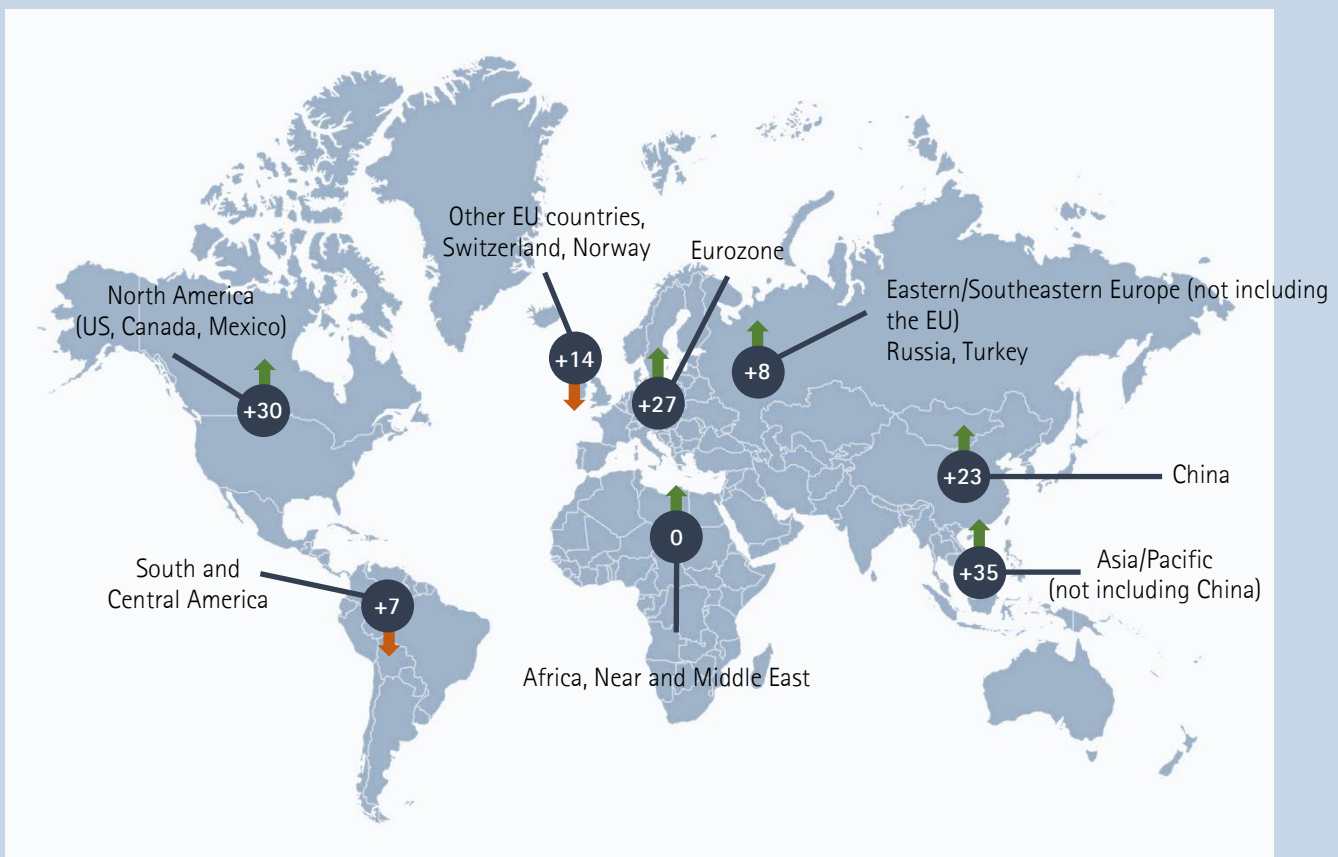 Other EU countries,
Switzerland, Norway
Eurozone
North America
(US, Canada, Mexico)
Eastern/Southeastern Europe (not including
the EU)
Russia, Turkey
+14
+8
+27
+30
+23
China
0
South and
Central America
+7
+35
Asia/Pacific
(not including China)
Africa, Near and Middle East